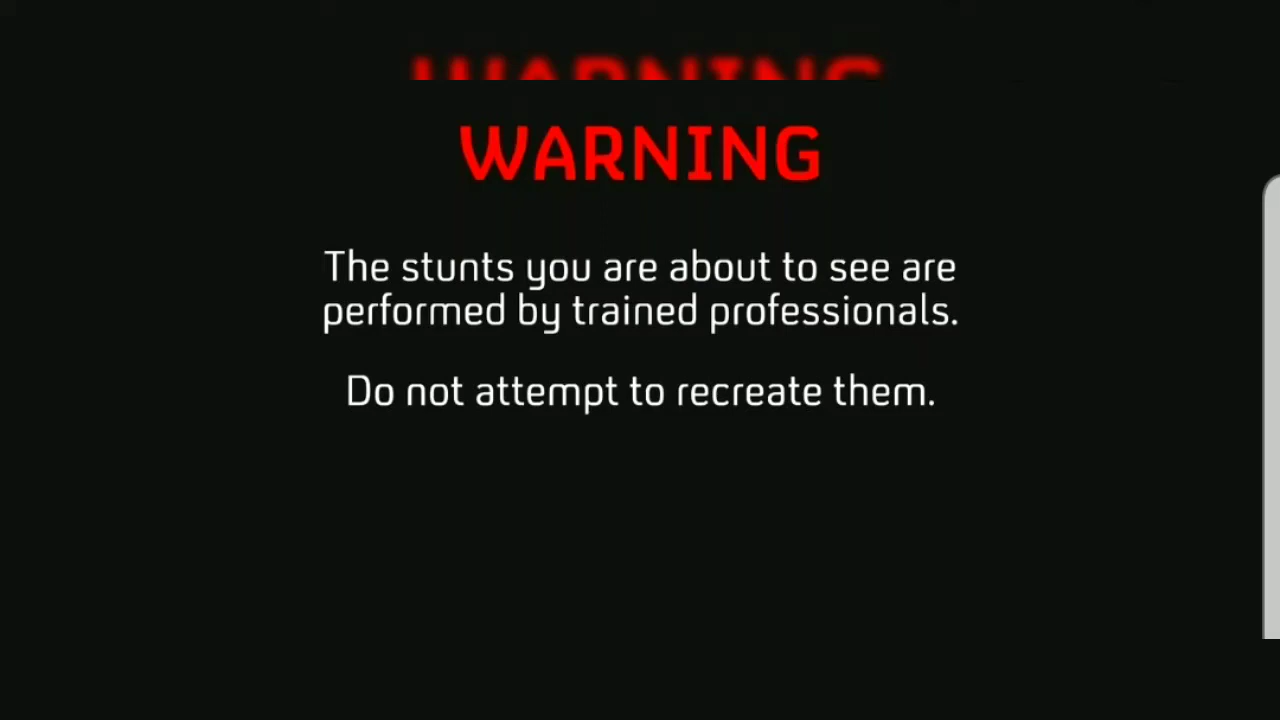 WARNING
WARNING
The stunts you are about to see are
performed by trained professionals.
Do not attempt to recreate them.